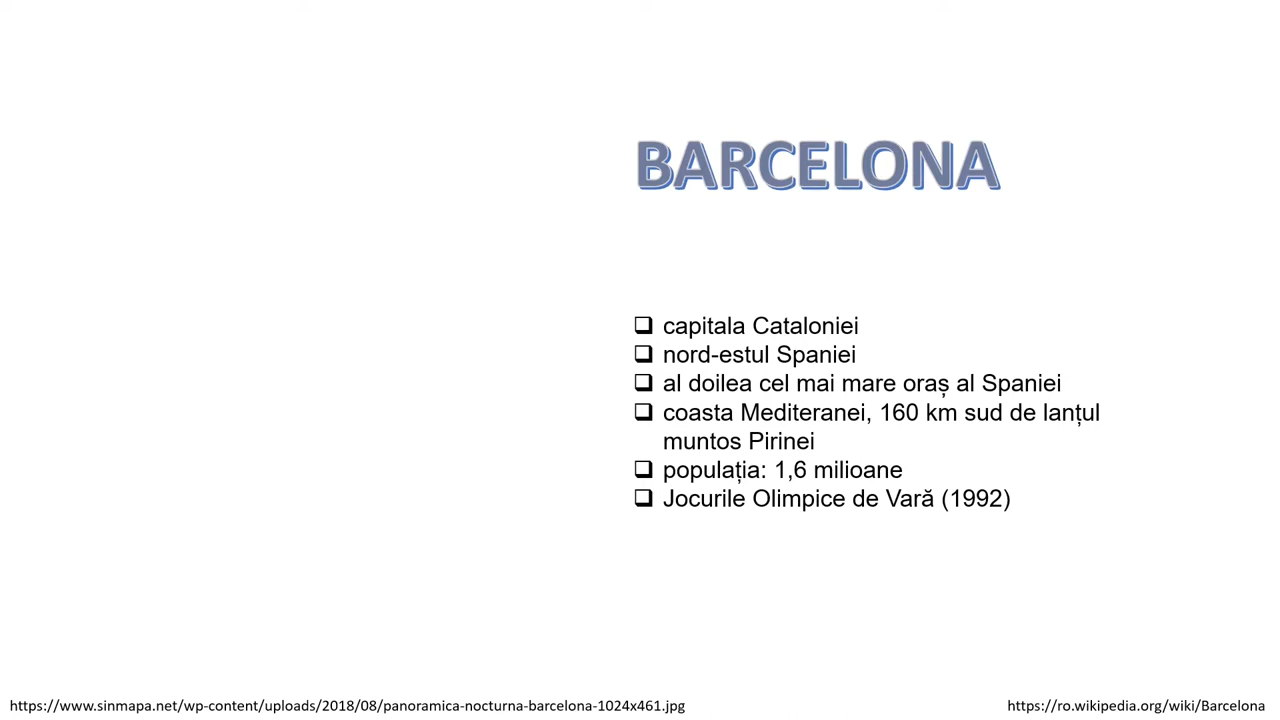 BARCELONA
❑ capitala Cataloniei
❑ nord-estul Spaniei
❑ al doilea cel mai mare oraș al Spaniei
❑ coasta Mediteranei, 160 km sud de lanțul
muntos Pirinei
❑ populația: 1,6 milioane
❑ Jocurile Olimpice de Vară (1992)
https://www.sinmapa.net/wp-content/uploads/2018/08/panoramica-nocturna-barcelona-1024x461.jpg
https://ro.wikipedia.org/wiki/Barcelona